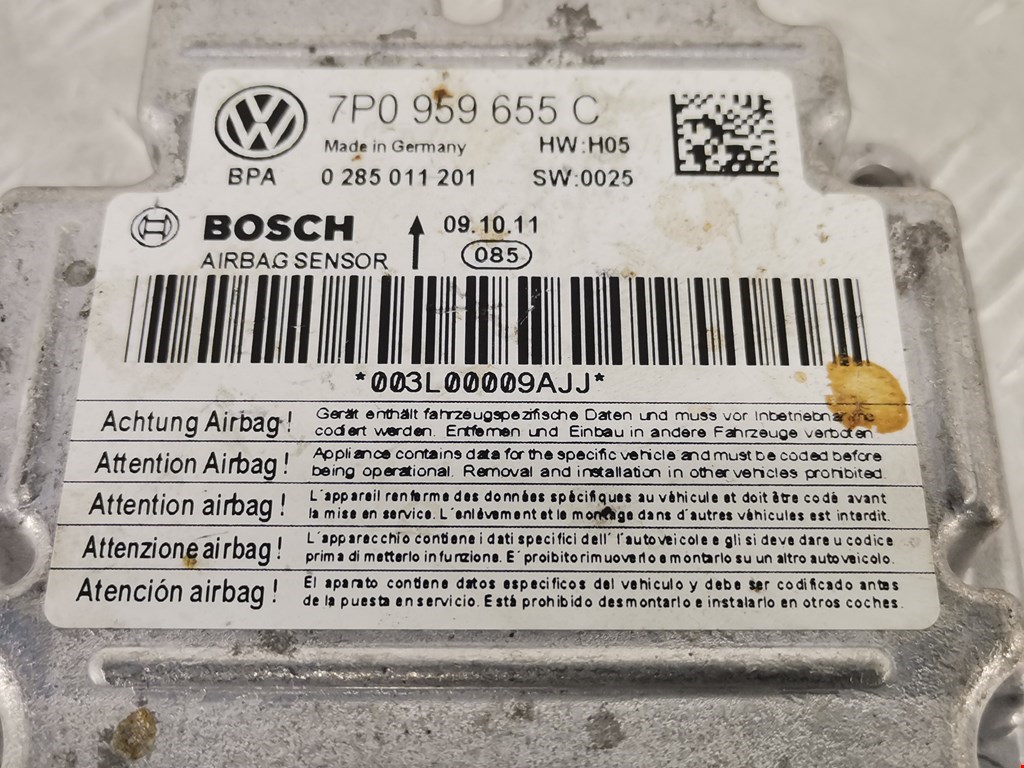 7P0 959 655 C
Made in Germany HW:H05
BPA 0 285 011 201 SW:0025
BOSCH 09.10.11
AIRBAG SENSOR 085
*003L00009AJJ*
Achtung Airbag! Gerät enthält fahrzeugspezifische Daten und muss vor Inbetriebnahme
codiert werden. Entfernen und Einbau in andere Fahrzeuge verboten
Attention Airbag! Appliance contains data for the specific vehicle and must be coded before
being operational. Removal and installation in other vehicles prohibited.
Attention airbag! L'appareil renferme des données spécifiques au véhicule et doit être codé avant
la mise en service. L'enlèvement et le montage dans d'autres véhicules est interdit.
Attenzione airbag! L'apparecchio contiene i dati specifici dell' l'autoveicolo e gli si deve dare u codice
prima di metterlo in funzione. E' proibito rimuoverlo e montarlo su un altro autoveicolo.
Atención airbag! El aparato contiene datos especificos del vehiculo y debe ser codificado antes
de la puesta en servicio. Está prohibido desmontarlo e instalarlo en otros coches.